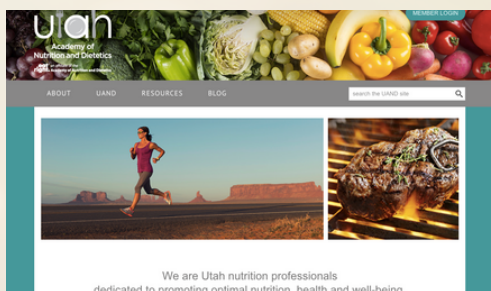 MEMBER LOGIN
utah
Academy of
Nutrition and Dietetics
ABOUT UAND RESOURCES BLOG
search the UAND site
We are Utah nutrition professionals
dedicated to promoting optimal nutrition, health and well-being